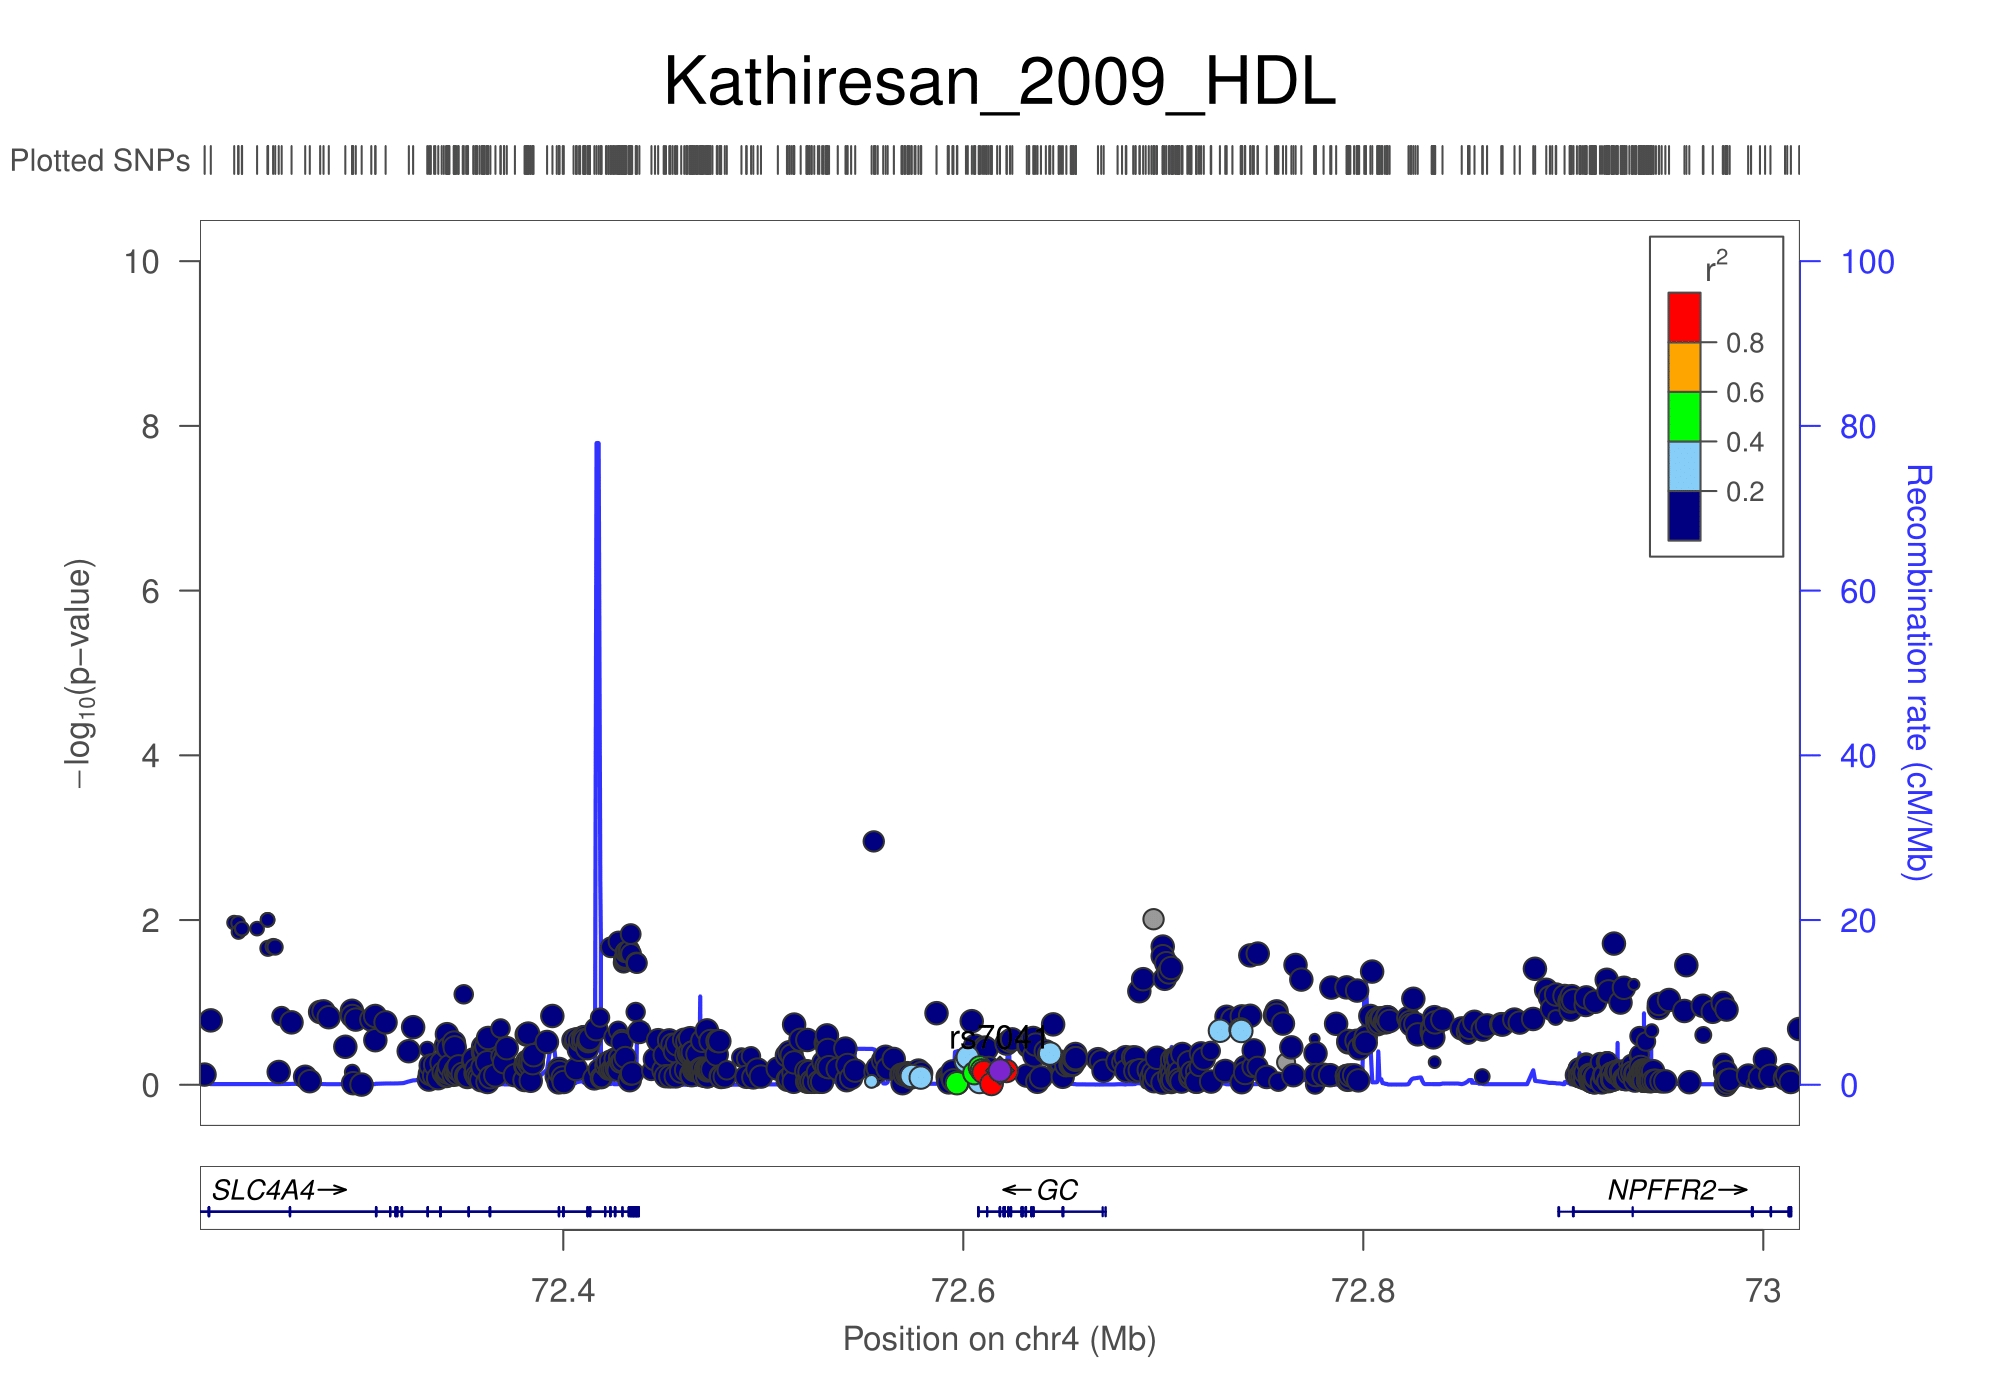 Kathiresan_2009_HDL
Plotted SNPs
r2
0.8
0.6
0.4
0.2
10
8
6
4
2
0
−log10(p−value)
100
80
60
40
20
0
Recombination rate (cM/Mb)
rs7041
SLC4A4
GC
NPFFR2
72.4
72.6
72.8
73
Position on chr4 (Mb)